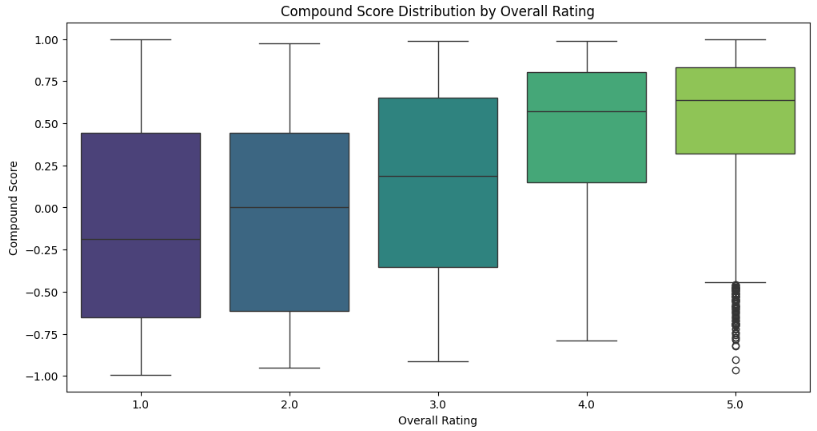 Compound Score Distribution by Overall Rating
1.00
0.75
0.50
0.25
0.00
−0.25
−0.50
−0.75
−1.00
Compound Score
1.0 2.0 3.0 4.0 5.0
Overall Rating